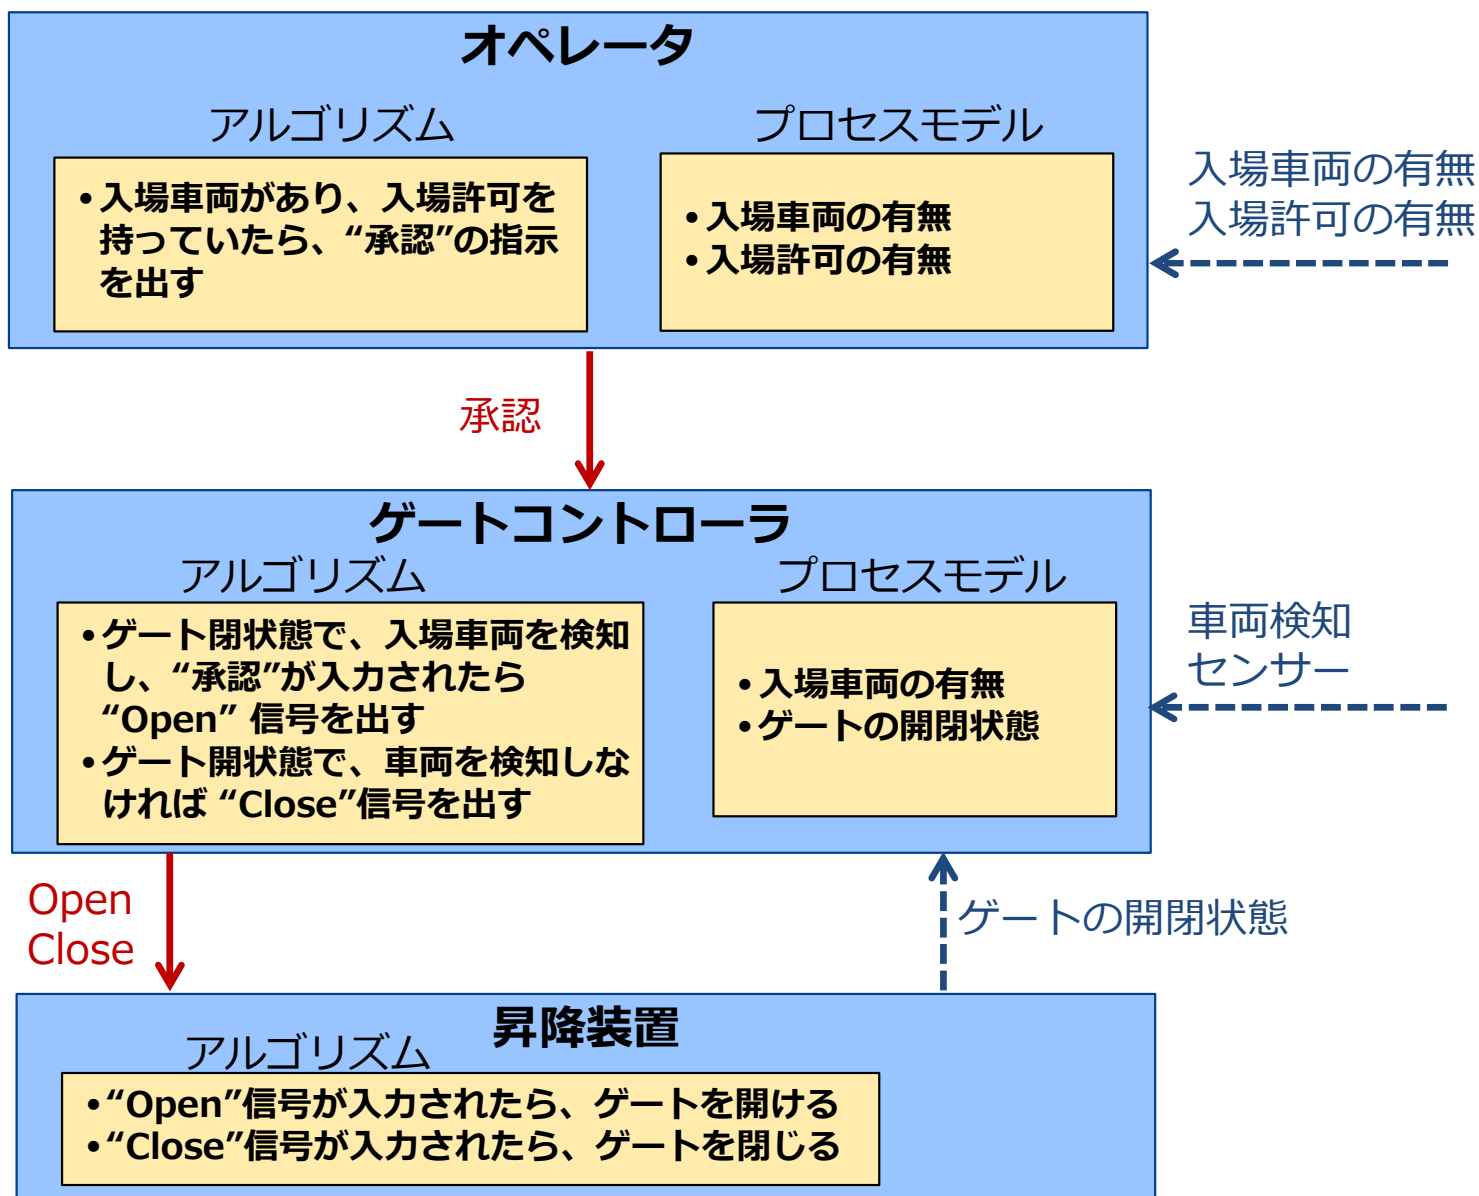 オペレータ
アルゴリズム
プロセスモデル
•入場車両があり、入場許可を
持っていたら、“承認”の指示
を出す
•入場車両の有無
•入場許可の有無
入場車両の有無
入場許可の有無
承認
ゲートコントローラ
アルゴリズム
プロセスモデル
•ゲート閉状態で、入場車両を検知
し、“承認”が入力されたら
“Open” 信号を出す
•ゲート開状態で、車両を検知しな
ければ “Close”信号を出す
•入場車両の有無
•ゲートの開閉状態
車両検知
センサー
Open
Close
ゲートの開閉状態
昇降装置
アルゴリズム
•“Open”信号が入力されたら、ゲートを開ける
•“Close”信号が入力されたら、ゲートを閉じる